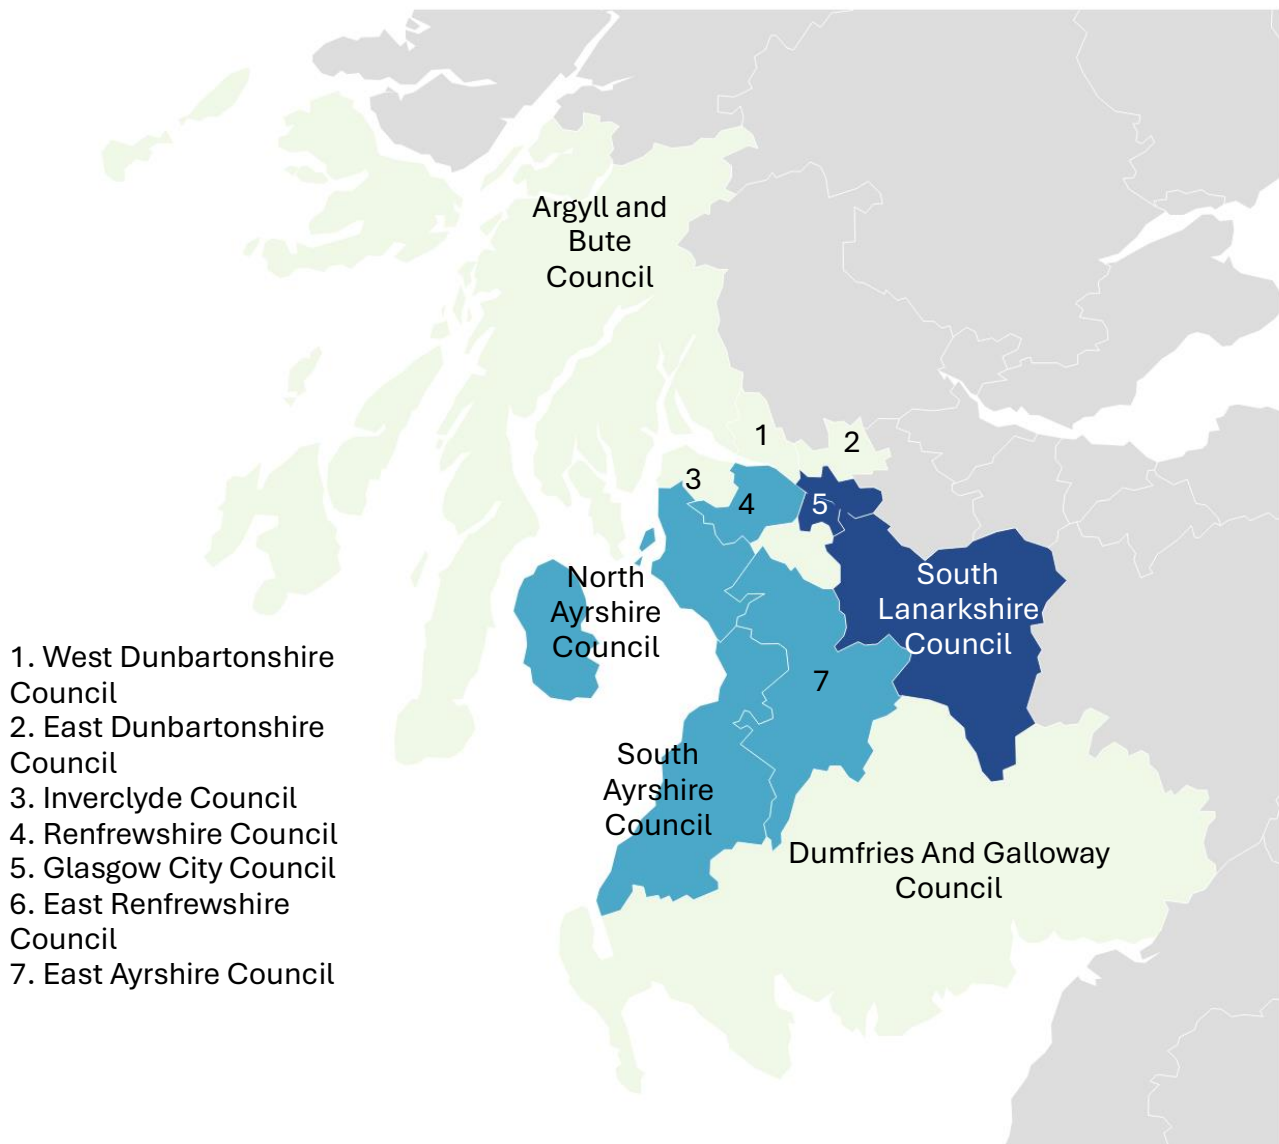 Argyll and
Bute
Council
1
2
3
4
5
North
Ayrshire
Council
South
Lanarkshire
Council
7
South
Ayrshire
Council
Dumfries And Galloway
Council
1. West Dunbartonshire
Council
2. East Dunbartonshire
Council
3. Inverclyde Council
4. Renfrewshire Council
5. Glasgow City Council
6. East Renfrewshire
Council
7. East Ayrshire Council